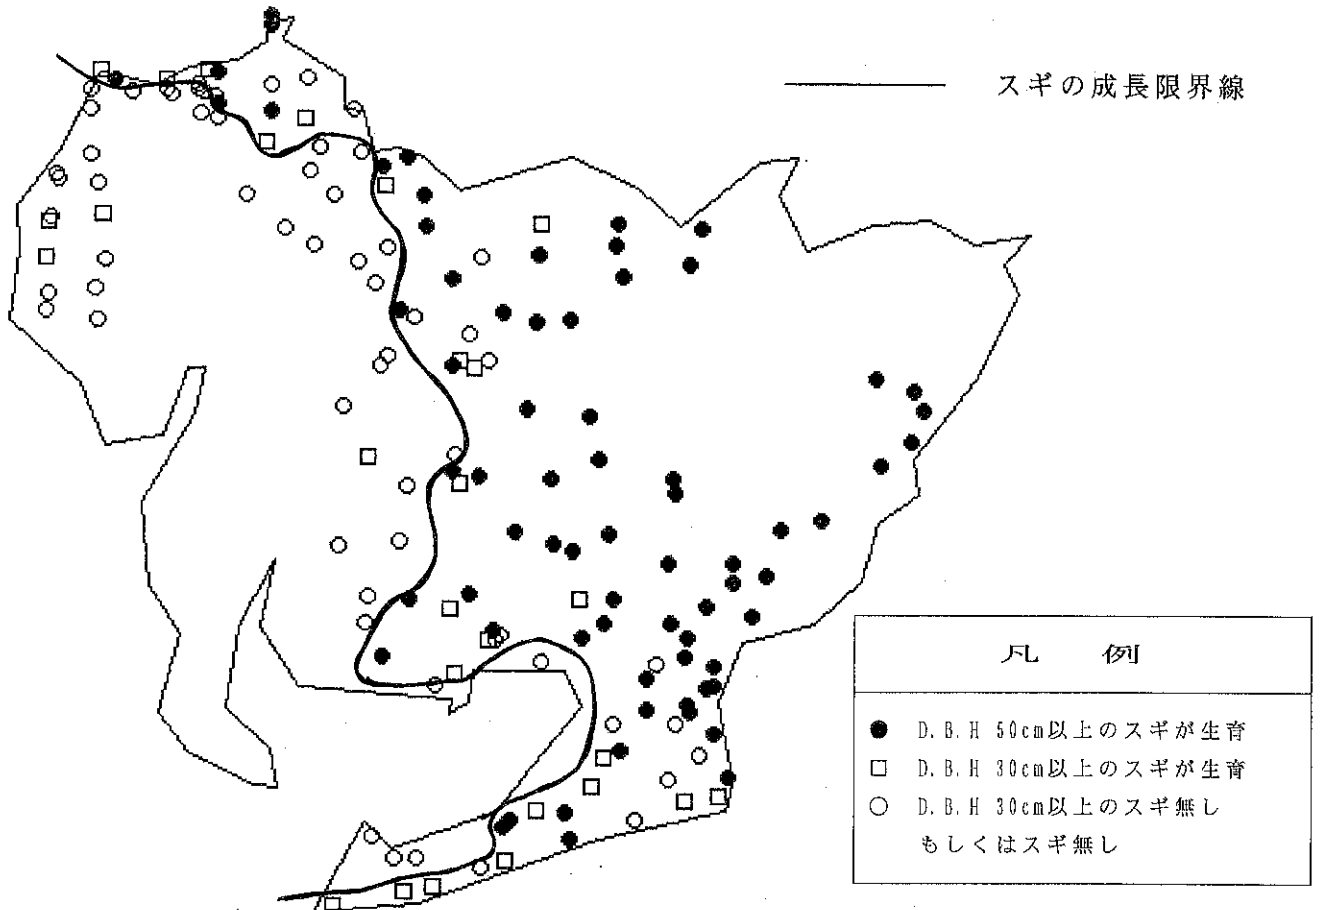 スギの成長限界線
凡 例
D.B.H 50cm以上のスギが生育
D.B.H 30cm以上のスギが生育
D.B.H 30cm以上のスギ無し
もしくはスギ無し